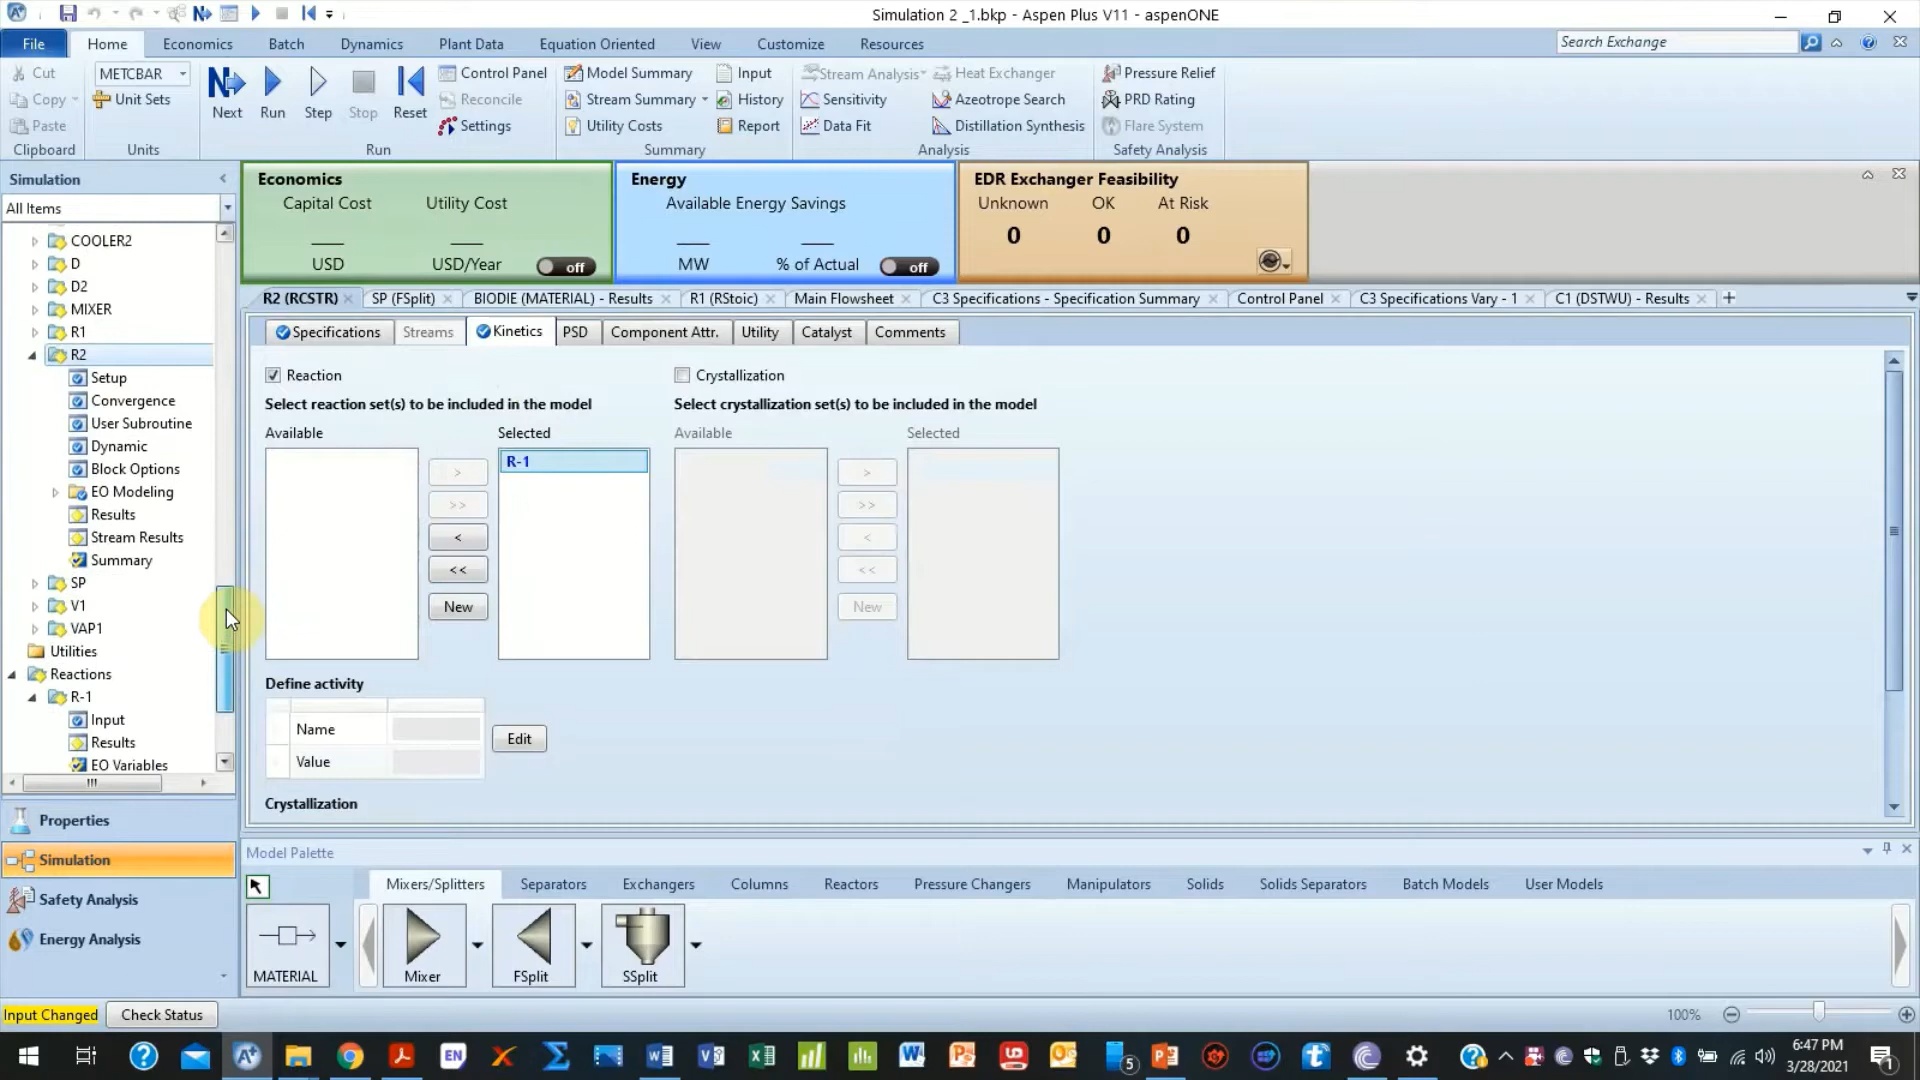 Simulation 2 _1.bkp - Aspen Plus V11 - aspenONE
File Home Economics Batch Dynamics Plant Data Equation Oriented View Customize Resources Search Exchange
Cut METCBAR Control Panel Model Summary Input Stream Analysis Heat Exchanger Pressure Relief
Copy Unit Sets Next Run Step Stop Reset Reconcile Stream Summary History Sensitivity Azeotrope Search PRD Rating
Paste Settings Utility Costs Report Data Fit Distillation Synthesis Flare System
Clipboard Units Run Summary Analysis Safety Analysis
Simulation
All Items
COOLER2
D
D2
MIXER
R1
R2
Setup
Convergence
User Subroutine
Dynamic
Block Options
EO Modeling
Results
Stream Results
Summary
SP
V1
VAP1
Utilities
Reactions
R-1
Input
Results
EO Variables
Properties
Simulation
Safety Analysis
Energy Analysis
Economics
Capital Cost Utility Cost
USD USD/Year off
Energy
Available Energy Savings
MW % of Actual off
EDR Exchanger Feasibility
Unknown OK At Risk
0 0 0
R2 (RCSTR) SP (FSplit) BIODIE (MATERIAL) - Results R1 (RStoic) Main Flowsheet C3 Specifications - Specification Summary Control Panel C3 Specifications Vary - 1 C1 (DSTWU) - Results
Specifications Streams Kinetics PSD Component Attr. Utility Catalyst Comments
Reaction Crystallization
Select reaction set(s) to be included in the model Select crystallization set(s) to be included in the model
Available Selected Available Selected
R-1
> >
>> >>
< <
<< <<
New New
Define activity
Name
Edit
Value
Crystallization
Model Palette
Mixers/Splitters Separators Exchangers Columns Reactors Pressure Changers Manipulators Solids Solids Separators Batch Models User Models
MATERIAL Mixer FSplit SSplit
Input Changed Check Status 100%
EN 5 6:47 PM
3/28/2021 1